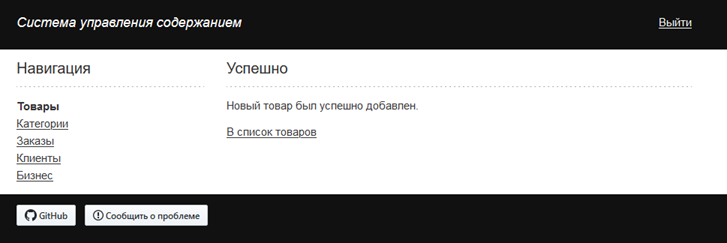 Система управления содержанием
Выйти
Навигация
Товары
Категории
Заказы
Клиенты
Бизнес
Успешно
Новый товар был успешно добавлен.
В список товаров
GitHub
Сообщить о проблеме